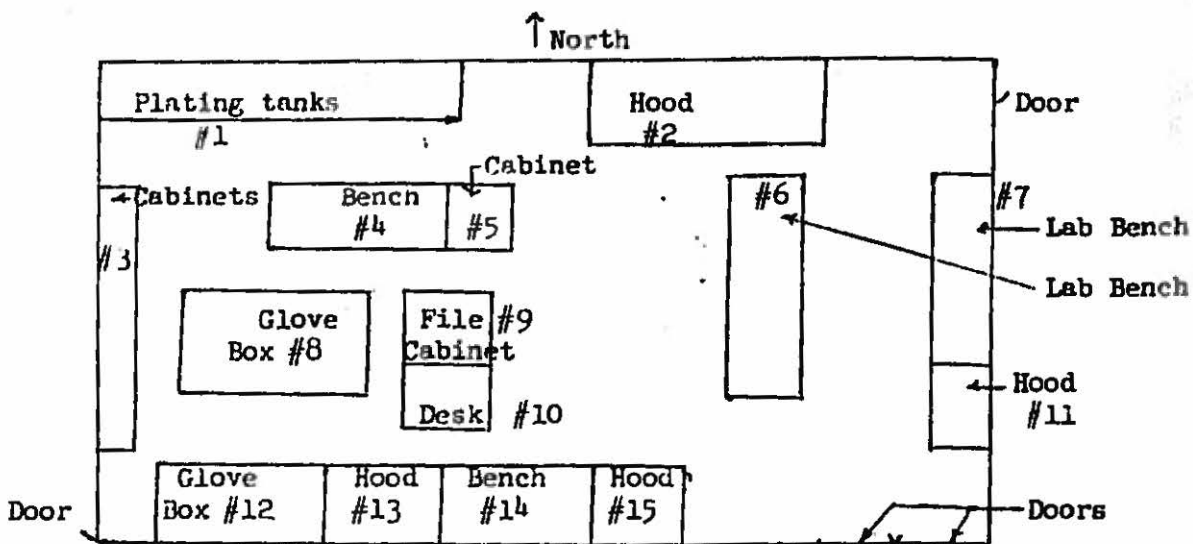 ↑ North
Plating tanks
#1
Hood
#2
Door
Cabinet
Cabinets
Bench
#4
#5
#6
#7
Lab Bench
Lab Bench
#3
Glove
Box #8
File #9
Cabinet
Desk #10
Hood
#11
Glove
Box #12
Hood
#13
Bench
#14
Hood
#15
Door
Doors